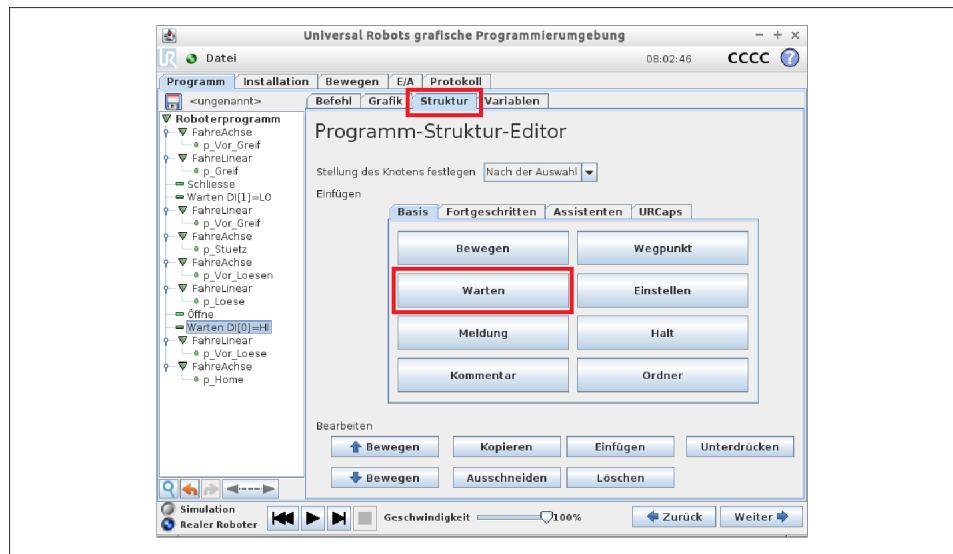 Universal Robots grafische Programmierumgebung
Datei
08:02:46
CCCC
Programm Installation Bewegen E/A Protokoll
<ungenannt>
Befehl Grafik Struktur Variablen
Roboterprogramm
FahreAchse
p_Vor_Greif
FahreLinear
p_Greif
Schliesse
Warten DI[1]=LO
FahreLinear
p_Vor_Greif
FahreAchse
p_Stuetz
FahreAchse
p_Vor_Loesen
FahreLinear
p_Loese
Öffne
Warten DI[0]=HI
FahreLinear
p_Vor_Loese
FahreAchse
p_Home
Programm-Struktur-Editor
Stellung des Knotens festlegen Nach der Auswahl
Einfügen
Basis Fortgeschritten Assistenten URCaps
Bewegen Wegpunkt
Warten Einstellen
Meldung Halt
Kommentar Ordner
Bearbeiten
Bewegen Kopieren Einfügen Unterdrücken
Bewegen Ausschneiden Löschen
Simulation
Realer Roboter
Geschwindigkeit 100%
Zurück Weiter